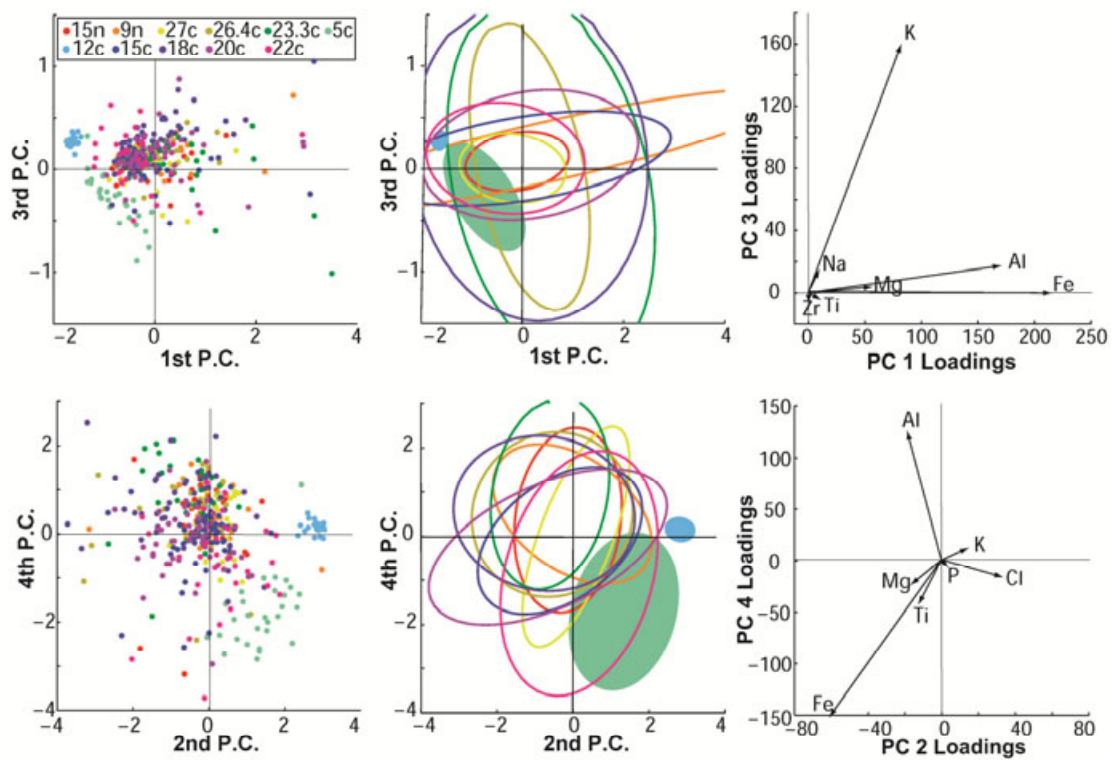 15n 9n 27c 26.4c 23.3c 5c
12c 15c 18c 20c 22c
3rd P.C.
1
0
−1
−2 0 2 4
1st P.C.
3rd P.C.
1
0
−1
−2 0 2 4
1st P.C.
PC 3 Loadings
160
120
80
40
0
K
Na
Al
Mg
Fe
Zr Ti
0 50 100 150 200 250
PC 1 Loadings
4th P.C.
2
0
−2
−4
−4 −2 0 2 4
2nd P.C.
4th P.C.
2
0
−2
−4
−4 −2 0 2 4
2nd P.C.
PC 4 Loadings
150
100
50
0
−50
−100
−150
Al
K
Mg
P
Cl
Ti
Fe
−80 −40 0 40 80
PC 2 Loadings